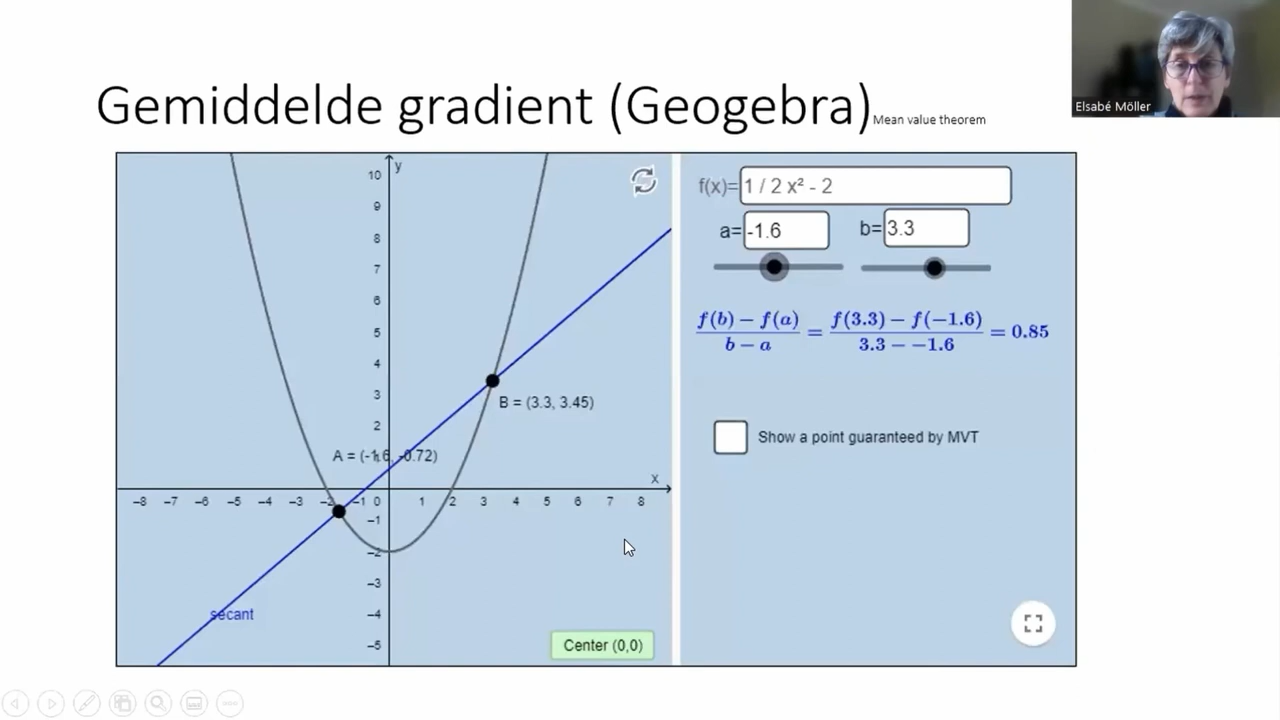 Elsabé Möller
Gemiddelde gradient (Geogebra) Mean value theorem
y
10
9
8
7
6
5
4
3
2
–1
–2
–3
–4
–5
–8 –7 –6 –5 –4 –3 –2 –1 0 1 2 3 4 5 6 7 8
x
A = (-1.6, -0.72)
B = (3.3, 3.45)
secant
Center (0,0)
f(x)= 1 / 2 x² - 2
a= -1.6 b= 3.3
f(b) − f(a) / b − a = f(3.3) − f(−1.6) / 3.3 − −1.6 = 0.85
Show a point guaranteed by MVT